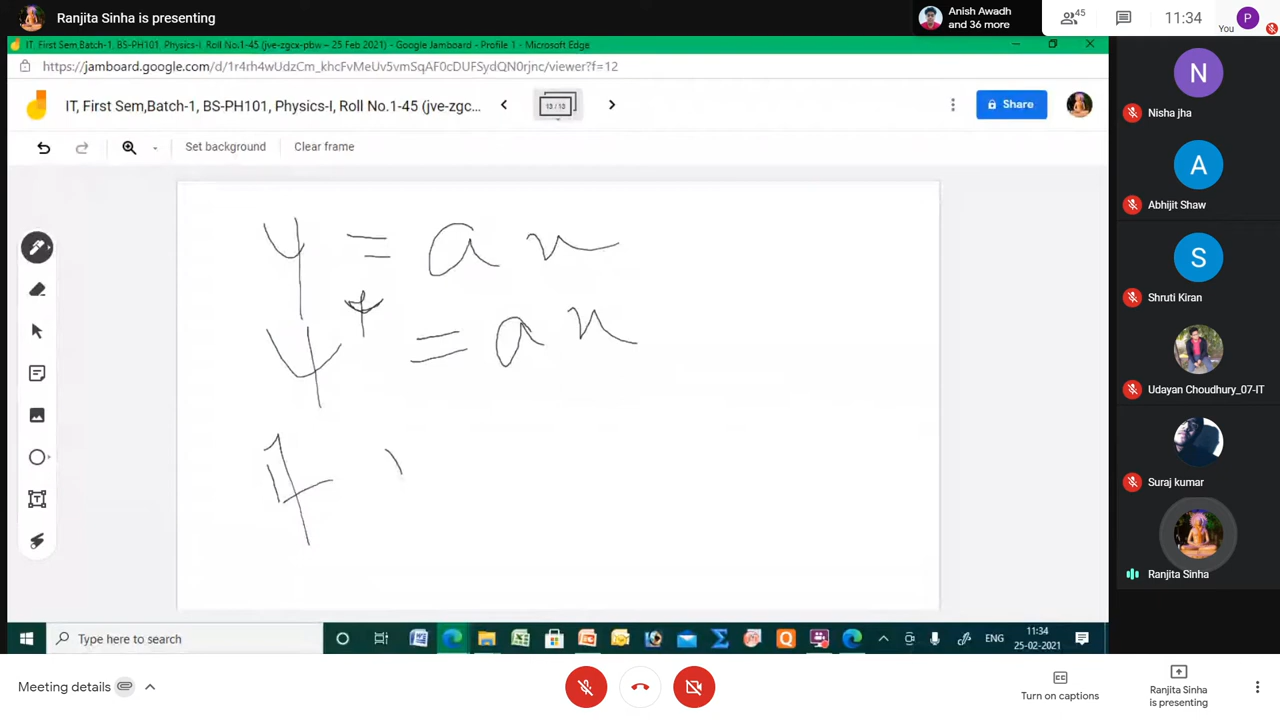 Ranjita Sinha is presenting
Anish Awadh
and 36 more
45
11:34
P
You
IT, First Sem,Batch-1, BS-PH101, Physics-I, Roll No.1-45 (jve-zgcx-pbw – 25 Feb 2021) - Google Jamboard - Profile 1 - Microsoft Edge
https://jamboard.google.com/d/1r4rh4wUdzCm_khcFvMeUv5vmSqAF0cDUFSydQN0rjnc/viewer?f=12
IT, First Sem,Batch-1, BS-PH101, Physics-I, Roll No.1-45 (jve-zgc...
13 / 13
Share
Set background
Clear frame
ψ = a x
ψ* = a x
ψ
N
Nisha jha
A
Abhijit Shaw
S
Shruti Kiran
Udayan Choudhury_07-IT
Suraj kumar
Ranjita Sinha
Type here to search
ENG
11:34
25-02-2021
Meeting details
Turn on captions
Ranjita Sinha
is presenting